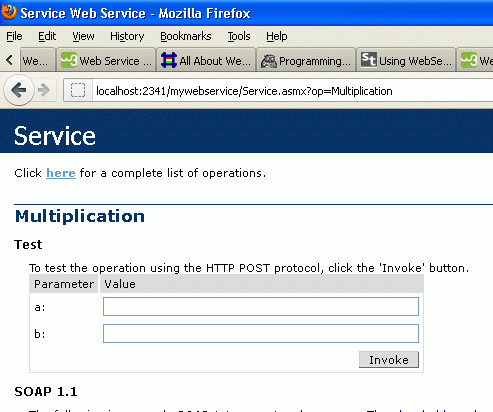 Service Web Service - Mozilla Firefox
File Edit View History Bookmarks Tools Help
We... Web Service ... All About We... Programming... Using WebSe... We
localhost:2341/mywebservice/Service.asmx?op=Multiplication
Service
Click here for a complete list of operations.
Multiplication
Test
To test the operation using the HTTP POST protocol, click the 'Invoke' button.
Parameter Value
a:
b:
Invoke
SOAP 1.1